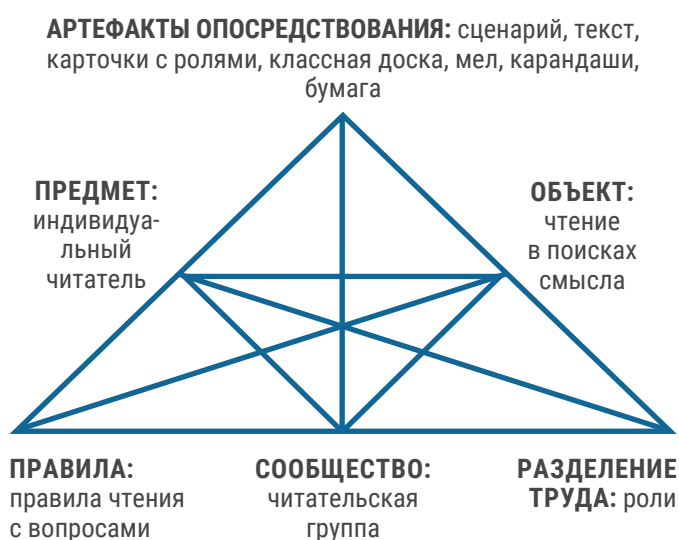 АРТЕФАКТЫ ОПОСРЕДСТВОВАНИЯ: сценарий, текст,
карточки с ролями, классная доска, мел, карандаши,
бумага
ПРЕДМЕТ:
индивидуа-
льный
читатель
ОБЪЕКТ:
чтение
в поисках
смысла
ПРАВИЛА:
правила чтения
с вопросами
СООБЩЕСТВО:
читательская
группа
РАЗДЕЛЕНИЕ
ТРУДА: роли